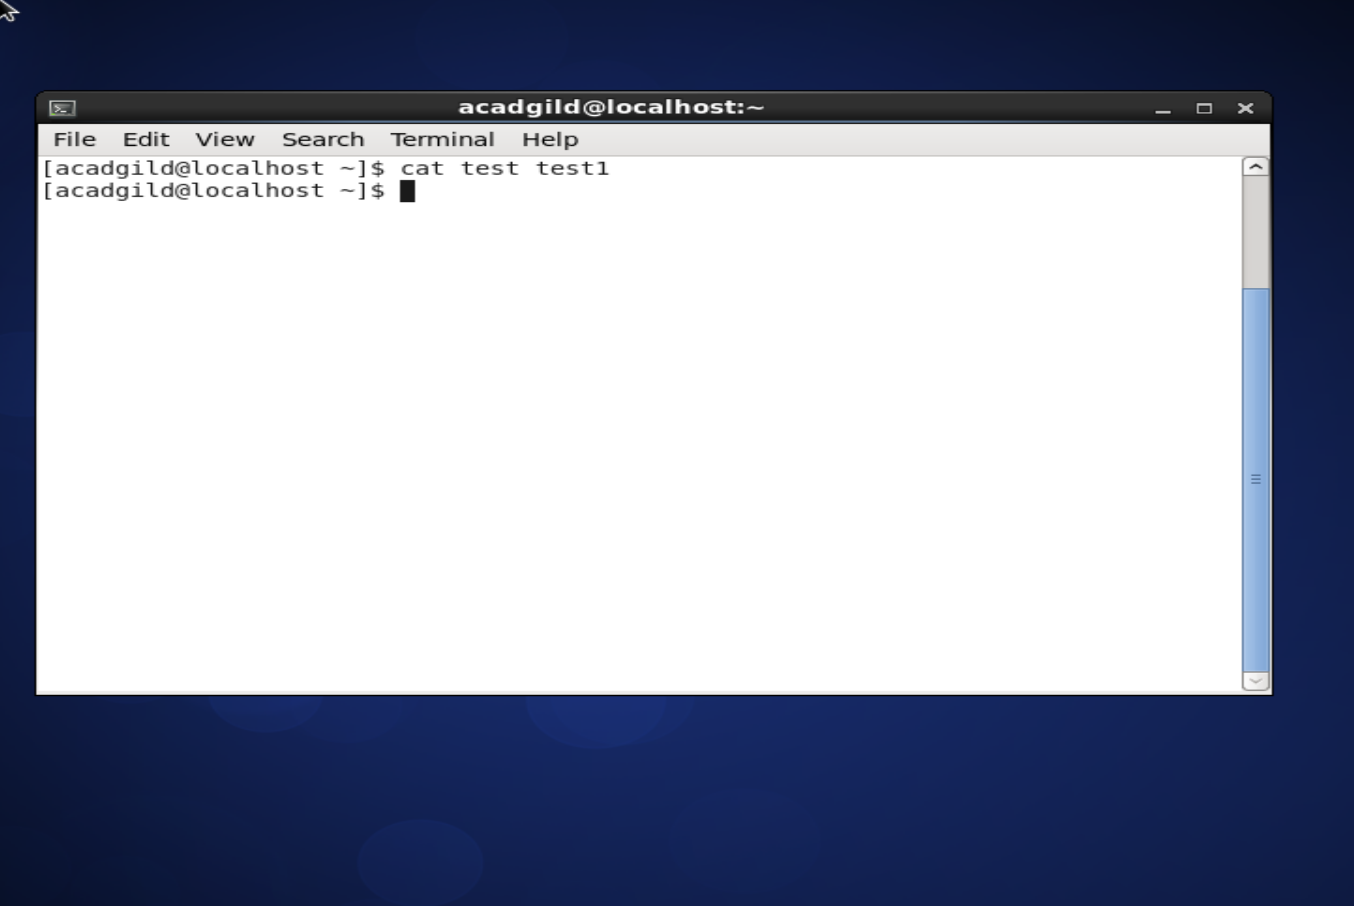 acadgild@localhost:~
File Edit View Search Terminal Help
[acadgild@localhost ~]$ cat test test1
[acadgild@localhost ~]$